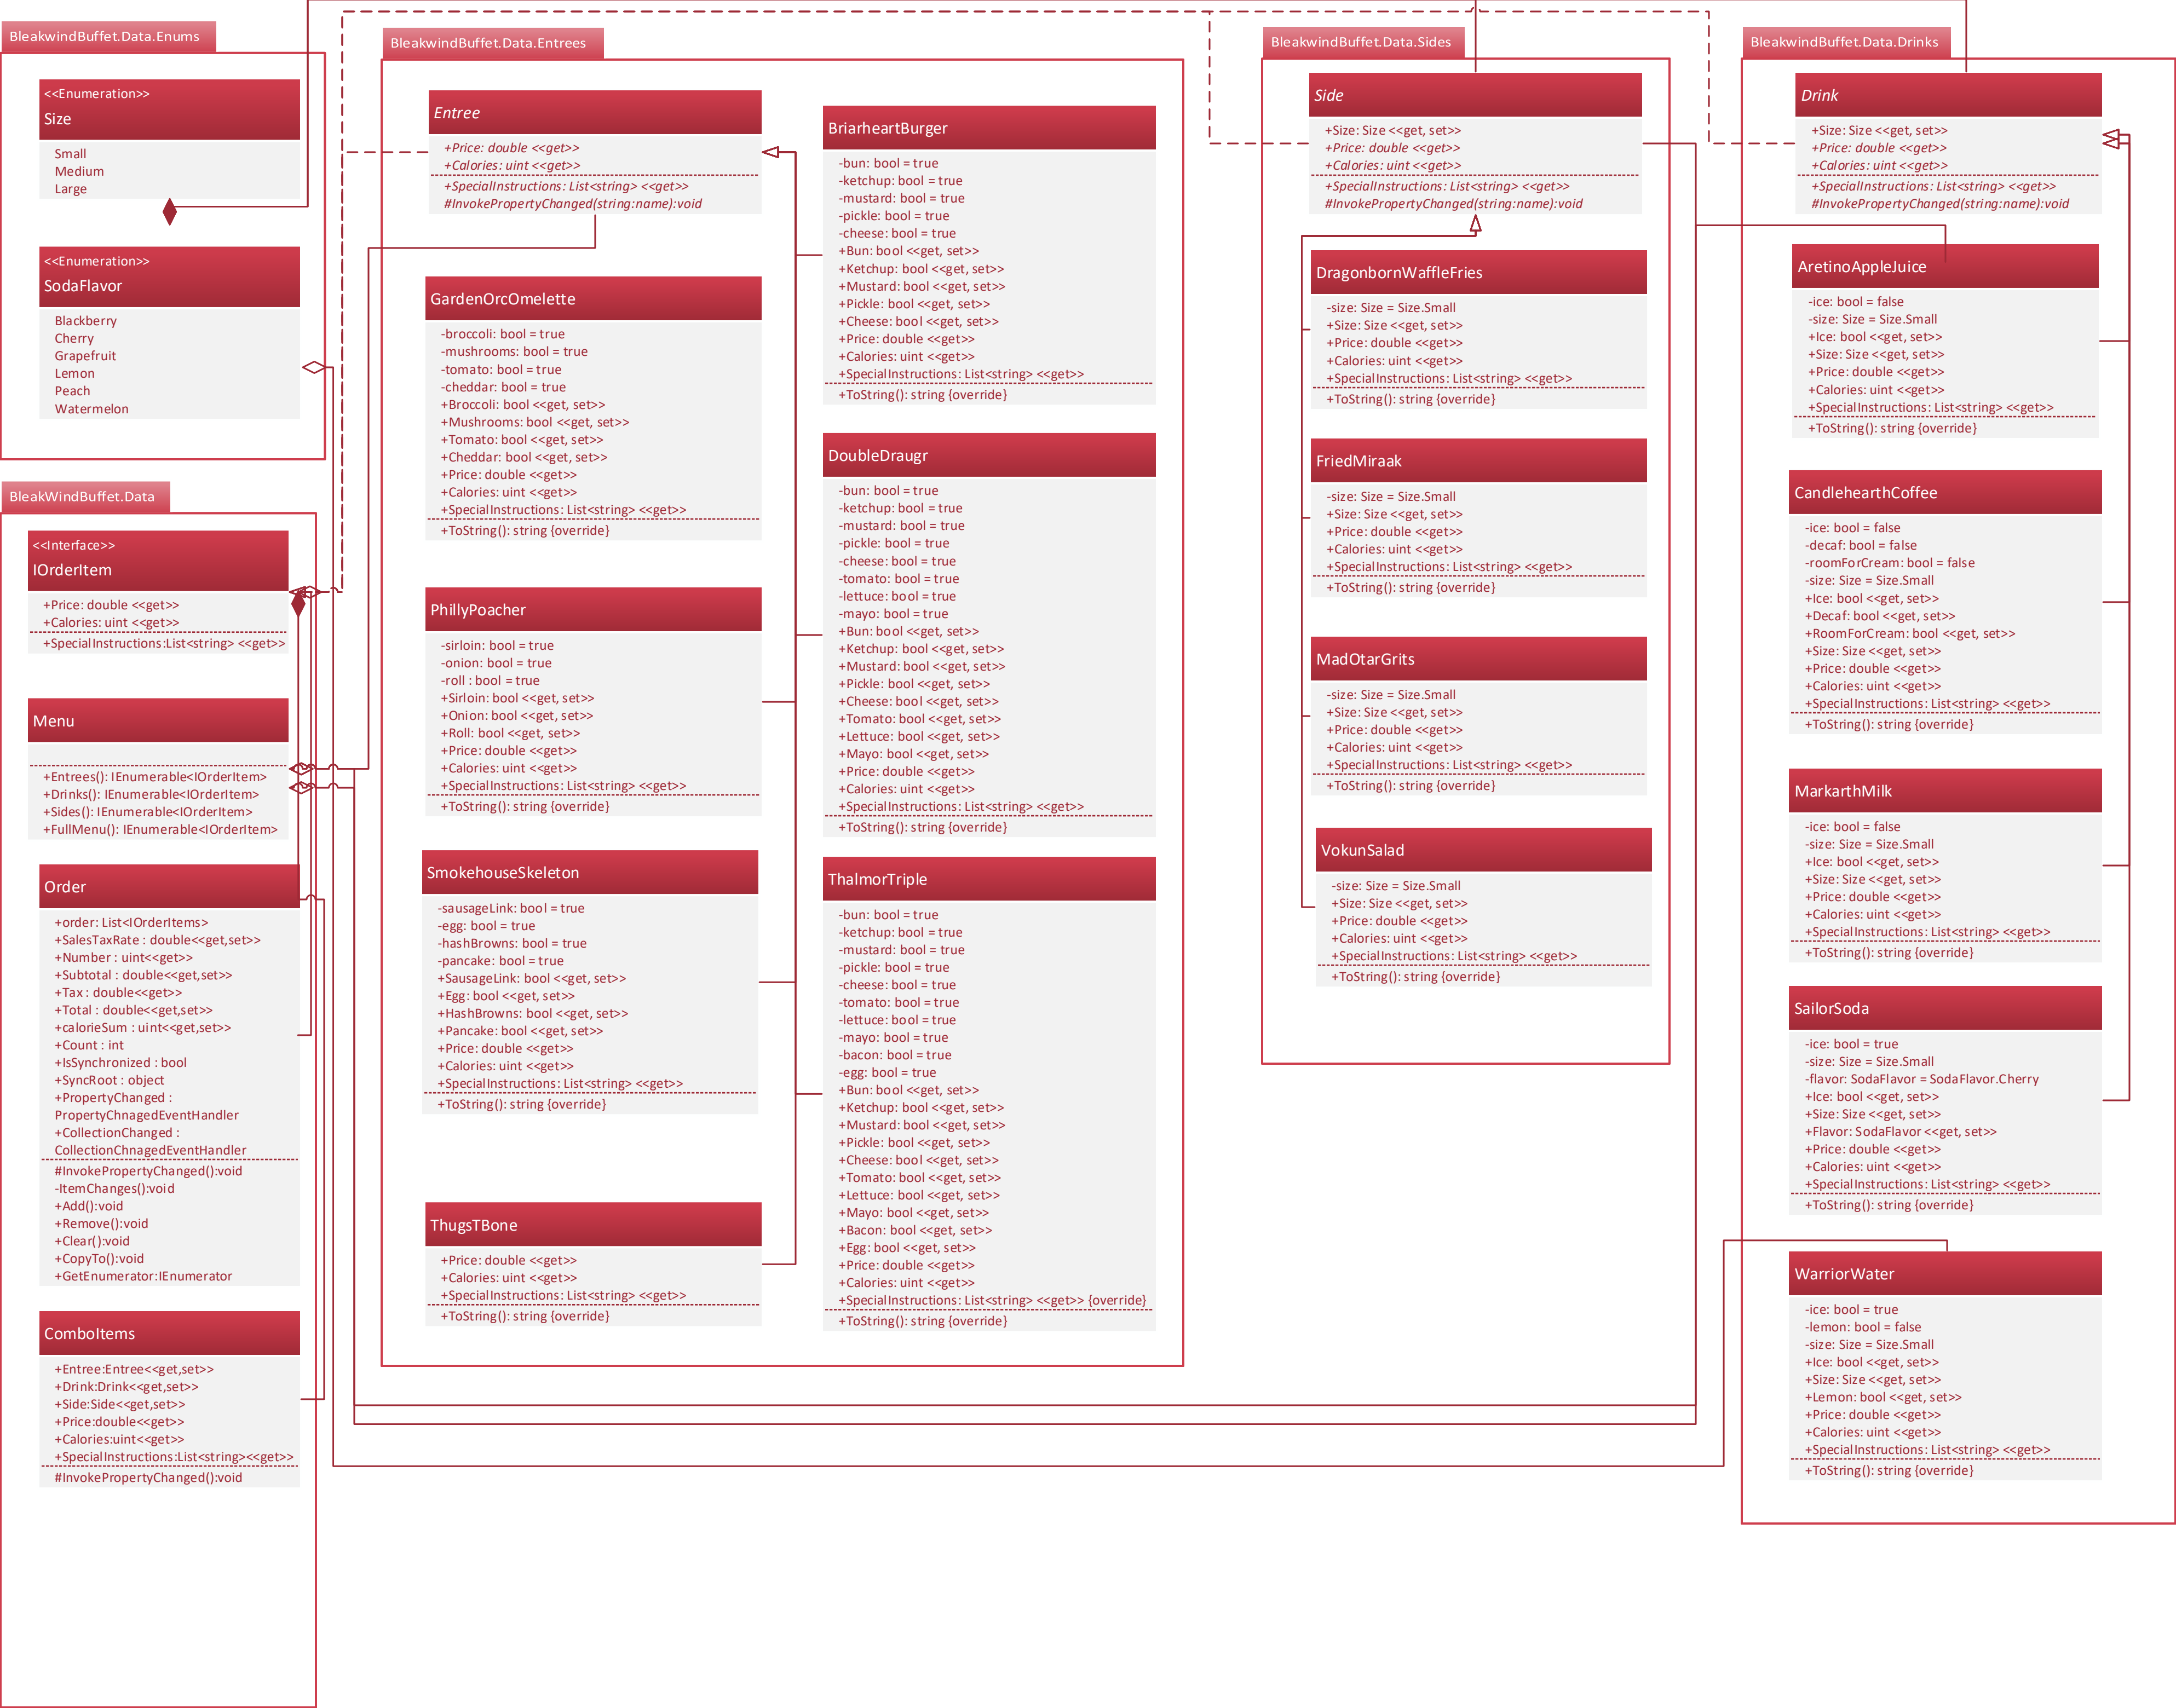 BleakwindBuffet.Data.Enums
<<Enumeration>>
Size
Small
Medium
Large
<<Enumeration>>
SodaFlavor
Blackberry
Cherry
Grapefruit
Lemon
Peach
Watermelon
BleakWindBuffet.Data
<<Interface>>
IOrderItem
+Price: double <<get>>
+Calories: uint <<get>>
+SpecialInstructions:List<string> <<get>>
Menu
+Entrees(): IEnumerable<IOrderItem>
+Drinks(): IEnumerable<IOrderItem>
+Sides(): IEnumerable<IOrderItem>
+FullMenu(): IEnumerable<IOrderItem>
Order
+order: List<IOrderItems>
+SalesTaxRate : double<<get,set>>
+Number : uint<<get>>
+Subtotal : double<<get,set>>
+Tax : double<<get>>
+Total : double<<get,set>>
+calorieSum : uint<<get,set>>
+Count : int
+IsSynchronized : bool
+SyncRoot : object
+PropertyChanged :
PropertyChnagedEventHandler
+CollectionChanged :
CollectionChnagedEventHandler
#InvokePropertyChanged():void
-ItemChanges():void
+Add():void
+Remove():void
+Clear():void
+CopyTo():void
+GetEnumerator:IEnumerator
ComboItems
+Entree:Entree<<get,set>>
+Drink:Drink<<get,set>>
+Side:Side<<get,set>>
+Price:double<<get>>
+Calories:uint<<get>>
+SpecialInstructions:List<string><<get>>
#InvokePropertyChanged():void
BleakwindBuffet.Data.Entrees
Entree
+Price: double <<get>>
+Calories: uint <<get>>
+SpecialInstructions: List<string> <<get>>
#InvokePropertyChanged(string:name):void
GardenOrcOmelette
-broccoli: bool = true
-mushrooms: bool = true
-tomato: bool = true
-cheddar: bool = true
+Broccoli: bool <<get, set>>
+Mushrooms: bool <<get, set>>
+Tomato: bool <<get, set>>
+Cheddar: bool <<get, set>>
+Price: double <<get>>
+Calories: uint <<get>>
+SpecialInstructions: List<string> <<get>>
+ToString(): string {override}
PhillyPoacher
-sirloin: bool = true
-onion: bool = true
-roll : bool = true
+Sirloin: bool <<get, set>>
+Onion: bool <<get, set>>
+Roll: bool <<get, set>>
+Price: double <<get>>
+Calories: uint <<get>>
+SpecialInstructions: List<string> <<get>>
+ToString(): string {override}
SmokehouseSkeleton
-sausageLink: bool = true
-egg: bool = true
-hashBrowns: bool = true
-pancake: bool = true
+SausageLink: bool <<get, set>>
+Egg: bool <<get, set>>
+HashBrowns: bool <<get, set>>
+Pancake: bool <<get, set>>
+Price: double <<get>>
+Calories: uint <<get>>
+SpecialInstructions: List<string> <<get>>
+ToString(): string {override}
ThugsTBone
+Price: double <<get>>
+Calories: uint <<get>>
+SpecialInstructions: List<string> <<get>>
+ToString(): string {override}
BriarheartBurger
-bun: bool = true
-ketchup: bool = true
-mustard: bool = true
-pickle: bool = true
-cheese: bool = true
+Bun: bool <<get, set>>
+Ketchup: bool <<get, set>>
+Mustard: bool <<get, set>>
+Pickle: bool <<get, set>>
+Cheese: bool <<get, set>>
+Price: double <<get>>
+Calories: uint <<get>>
+SpecialInstructions: List<string> <<get>>
+ToString(): string {override}
DoubleDraugr
-bun: bool = true
-ketchup: bool = true
-mustard: bool = true
-pickle: bool = true
-cheese: bool = true
-tomato: bool = true
-lettuce: bool = true
-mayo: bool = true
+Bun: bool <<get, set>>
+Ketchup: bool <<get, set>>
+Mustard: bool <<get, set>>
+Pickle: bool <<get, set>>
+Cheese: bool <<get, set>>
+Tomato: bool <<get, set>>
+Lettuce: bool <<get, set>>
+Mayo: bool <<get, set>>
+Price: double <<get>>
+Calories: uint <<get>>
+SpecialInstructions: List<string> <<get>>
+ToString(): string {override}
ThalmorTriple
-bun: bool = true
-ketchup: bool = true
-mustard: bool = true
-pickle: bool = true
-cheese: bool = true
-tomato: bool = true
-lettuce: bool = true
-mayo: bool = true
-bacon: bool = true
-egg: bool = true
+Bun: bool <<get, set>>
+Ketchup: bool <<get, set>>
+Mustard: bool <<get, set>>
+Pickle: bool <<get, set>>
+Cheese: bool <<get, set>>
+Tomato: bool <<get, set>>
+Lettuce: bool <<get, set>>
+Mayo: bool <<get, set>>
+Bacon: bool <<get, set>>
+Egg: bool <<get, set>>
+Price: double <<get>>
+Calories: uint <<get>>
+SpecialInstructions: List<string> <<get>> {override}
+ToString(): string {override}
BleakwindBuffet.Data.Sides
Side
+Size: Size <<get, set>>
+Price: double <<get>>
+Calories: uint <<get>>
+SpecialInstructions: List<string> <<get>>
#InvokePropertyChanged(string:name):void
DragonbornWaffleFries
-size: Size = Size.Small
+Size: Size <<get, set>>
+Price: double <<get>>
+Calories: uint <<get>>
+SpecialInstructions: List<string> <<get>>
+ToString(): string {override}
FriedMiraak
-size: Size = Size.Small
+Size: Size <<get, set>>
+Price: double <<get>>
+Calories: uint <<get>>
+SpecialInstructions: List<string> <<get>>
+ToString(): string {override}
MadOtarGrits
-size: Size = Size.Small
+Size: Size <<get, set>>
+Price: double <<get>>
+Calories: uint <<get>>
+SpecialInstructions: List<string> <<get>>
+ToString(): string {override}
VokunSalad
-size: Size = Size.Small
+Size: Size <<get, set>>
+Price: double <<get>>
+Calories: uint <<get>>
+SpecialInstructions: List<string> <<get>>
+ToString(): string {override}
BleakwindBuffet.Data.Drinks
Drink
+Size: Size <<get, set>>
+Price: double <<get>>
+Calories: uint <<get>>
+SpecialInstructions: List<string> <<get>>
#InvokePropertyChanged(string:name):void
AretinoAppleJuice
-ice: bool = false
-size: Size = Size.Small
+Ice: bool <<get, set>>
+Size: Size <<get, set>>
+Price: double <<get>>
+Calories: uint <<get>>
+SpecialInstructions: List<string> <<get>>
+ToString(): string {override}
CandlehearthCoffee
-ice: bool = false
-decaf: bool = false
-roomForCream: bool = false
-size: Size = Size.Small
+Ice: bool <<get, set>>
+Decaf: bool <<get, set>>
+RoomForCream: bool <<get, set>>
+Size: Size <<get, set>>
+Price: double <<get>>
+Calories: uint <<get>>
+SpecialInstructions: List<string> <<get>>
+ToString(): string {override}
MarkarthMilk
-ice: bool = false
-size: Size = Size.Small
+Ice: bool <<get, set>>
+Size: Size <<get, set>>
+Price: double <<get>>
+Calories: uint <<get>>
+SpecialInstructions: List<string> <<get>>
+ToString(): string {override}
SailorSoda
-ice: bool = true
-size: Size = Size.Small
-flavor: SodaFlavor = SodaFlavor.Cherry
+Ice: bool <<get, set>>
+Size: Size <<get, set>>
+Flavor: SodaFlavor <<get, set>>
+Price: double <<get>>
+Calories: uint <<get>>
+SpecialInstructions: List<string> <<get>>
+ToString(): string {override}
WarriorWater
-ice: bool = true
-lemon: bool = false
-size: Size = Size.Small
+Ice: bool <<get, set>>
+Size: Size <<get, set>>
+Lemon: bool <<get, set>>
+Price: double <<get>>
+Calories: uint <<get>>
+SpecialInstructions: List<string> <<get>>
+ToString(): string {override}